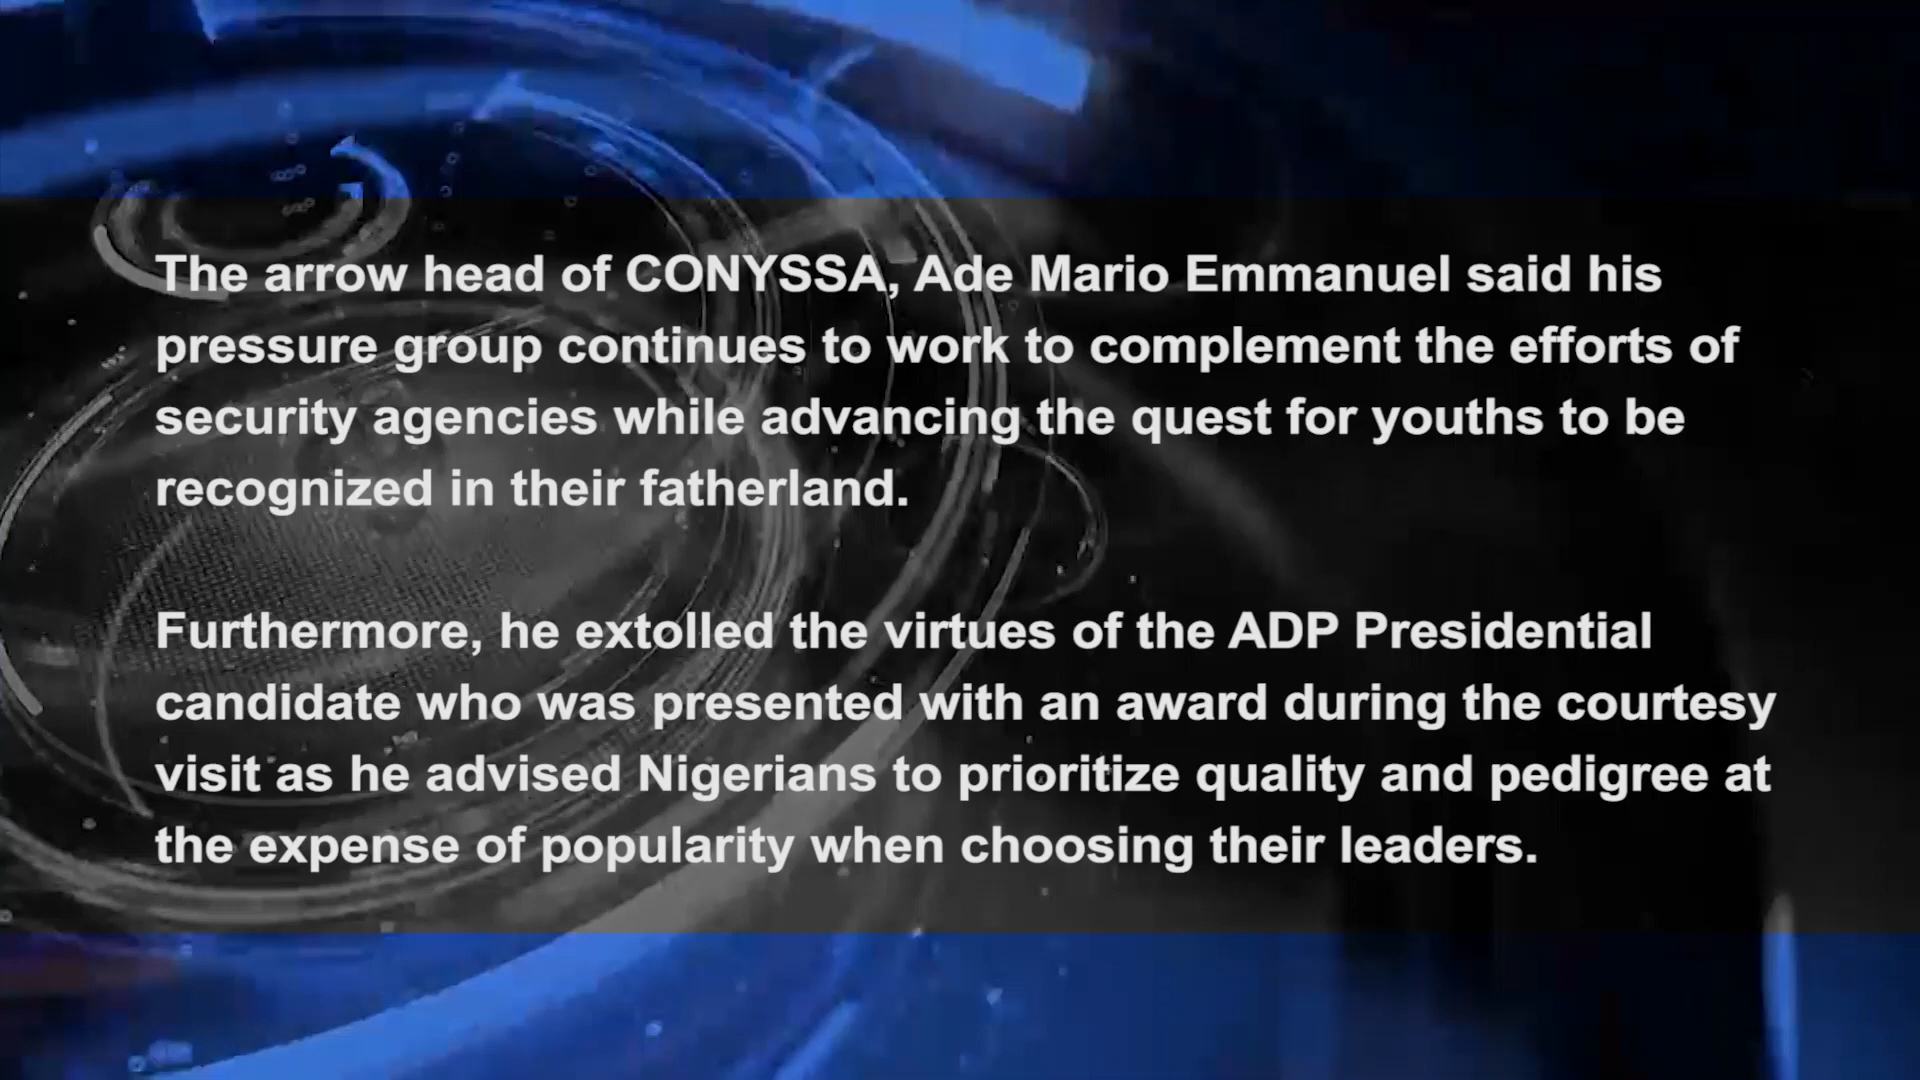 The arrow head of CONYSSA, Ade Mario Emmanuel said his
pressure group continues to work to complement the efforts of
security agencies while advancing the quest for youths to be
recognized in their fatherland.
Furthermore, he extolled the virtues of the ADP Presidential
candidate who was presented with an award during the courtesy
visit as he advised Nigerians to prioritize quality and pedigree at
the expense of popularity when choosing their leaders.